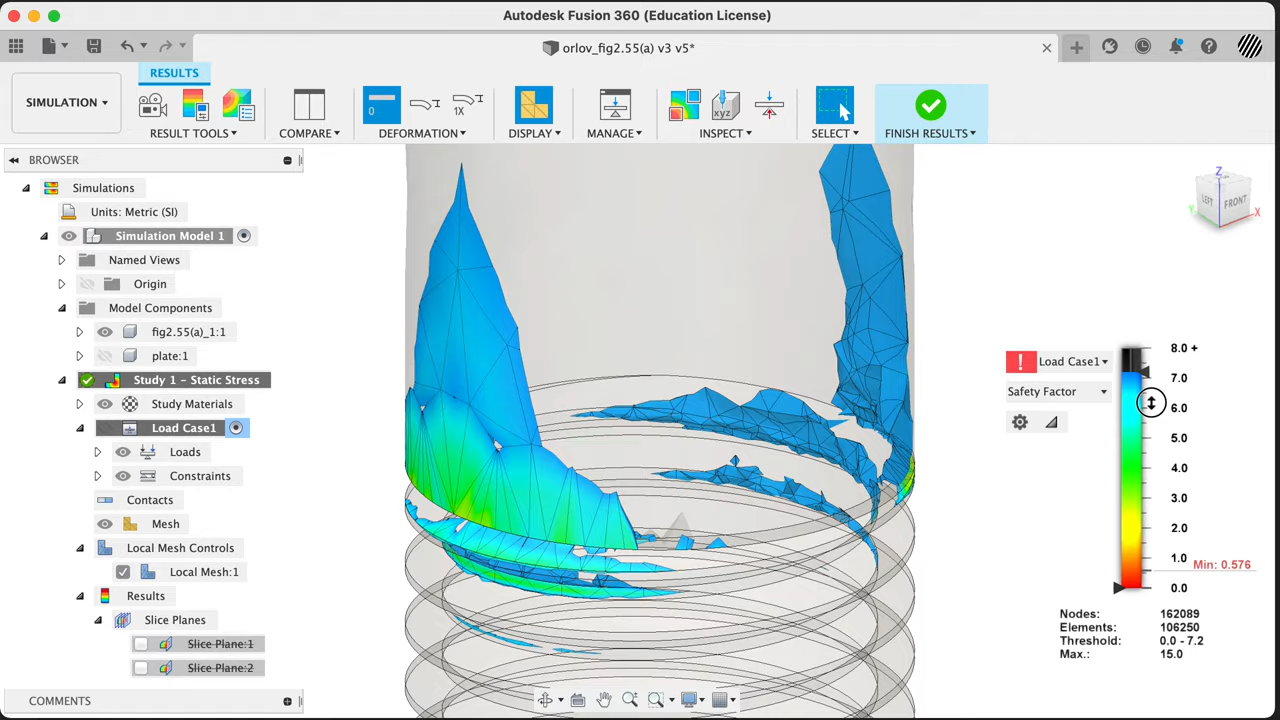 Autodesk Fusion 360 (Education License)
orlov_fig2.55(a) v3 v5*
RESULTS
SIMULATION
0
1X
xyz
RESULT TOOLS
COMPARE
DEFORMATION
DISPLAY
MANAGE
INSPECT
SELECT
FINISH RESULTS
BROWSER
Simulations
Units: Metric (SI)
Simulation Model 1
Named Views
Origin
Model Components
fig2.55(a)_1:1
plate:1
Study 1 - Static Stress
Study Materials
Load Case1
Loads
Constraints
Contacts
Mesh
Local Mesh Controls
Local Mesh:1
Results
Slice Planes
Slice Plane:1
Slice Plane:2
COMMENTS
Z
LEFT
FRONT
Y
X
Load Case1
Safety Factor
8.0 +
7.0
6.0
5.0
4.0
3.0
2.0
1.0
Min: 0.576
0.0
Nodes: 162089
Elements: 106250
Threshold: 0.0 - 7.2
Max.: 15.0